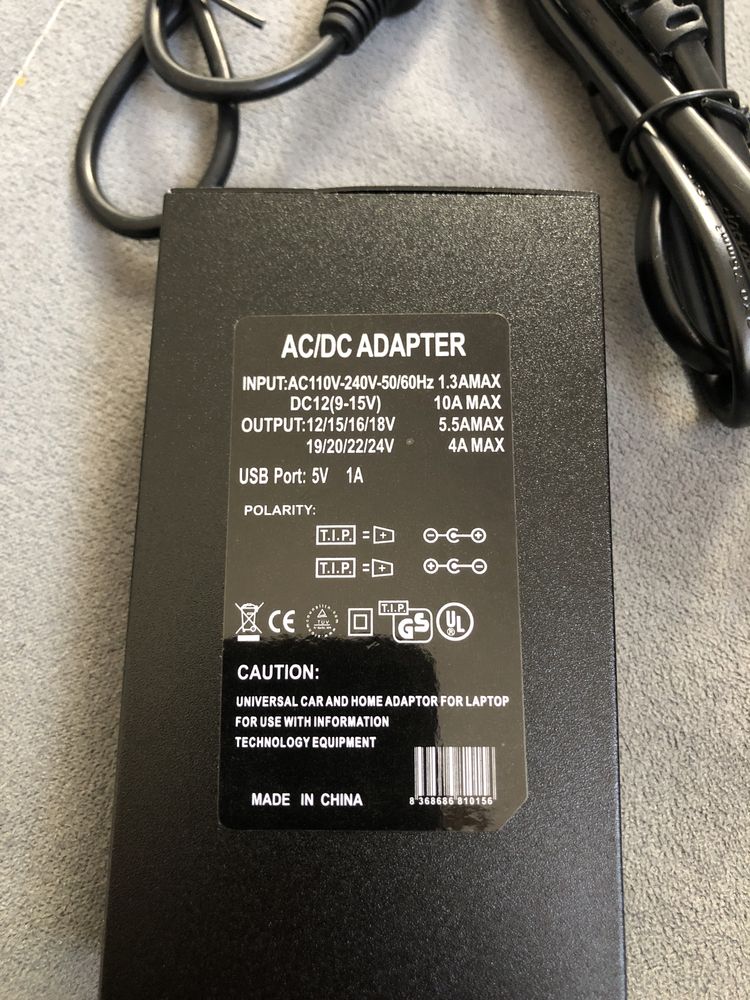 AC/DC ADAPTER
INPUT:AC110V-240V-50/60Hz 1.3AMAX
DC12(9-15V) 10A MAX
OUTPUT:12/15/16/18V 5.5AMAX
19/20/22/24V 4A MAX
USB Port: 5V 1A
POLARITY:
T.I.P. = +
T.I.P. = +
CE TUV T.I.P. GS UL
CAUTION:
UNIVERSAL CAR AND HOME ADAPTOR FOR LAPTOP
FOR USE WITH INFORMATION
TECHNOLOGY EQUIPMENT
MADE IN CHINA
8 368686 810156